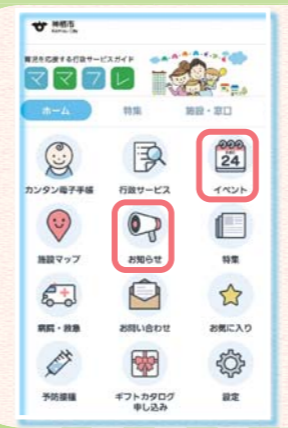 神栖市
Kamisu City
育児を応援する行政サービスガイド
ママフレ
ホーム 特集 施設・窓口
カンタン母子手帳 行政サービス イベント
24
施設マップ お知らせ 特集
病院・救急 お問い合わせ お気に入り
予防接種 ギフトカタログ 設定
申し込み